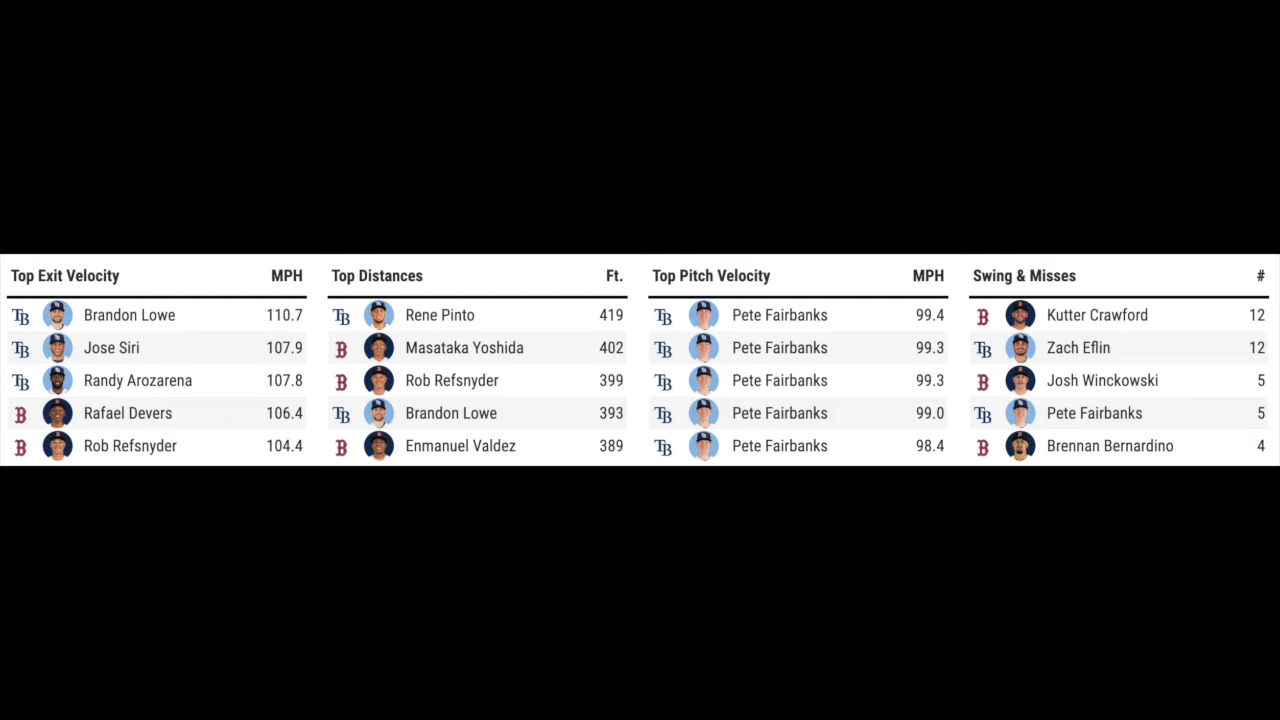 Top Exit Velocity MPH
TB Brandon Lowe 110.7
TB Jose Siri 107.9
TB Randy Arozarena 107.8
B Rafael Devers 106.4
B Rob Refsnyder 104.4
Top Distances Ft.
TB Rene Pinto 419
B Masataka Yoshida 402
B Rob Refsnyder 399
TB Brandon Lowe 393
B Enmanuel Valdez 389
Top Pitch Velocity MPH
TB Pete Fairbanks 99.4
TB Pete Fairbanks 99.3
TB Pete Fairbanks 99.3
TB Pete Fairbanks 99.0
TB Pete Fairbanks 98.4
Swing & Misses #
B Kutter Crawford 12
TB Zach Eflin 12
B Josh Winckowski 5
TB Pete Fairbanks 5
B Brennan Bernardino 4